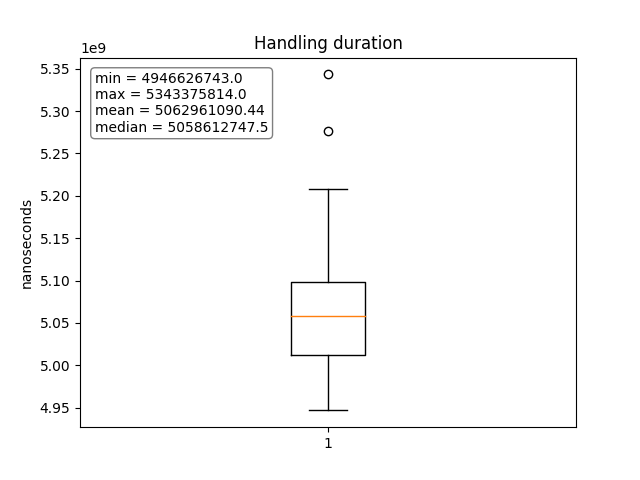 Handling duration
1e9
min = 4946626743.0
max = 5343375814.0
mean = 5062961090.44
median = 5058612747.5
5.35
5.30
5.25
5.20
5.15
5.10
5.05
5.00
4.95
nanoseconds
1